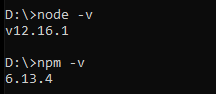 D:\>node -v
v12.16.1
D:\>npm -v
6.13.4